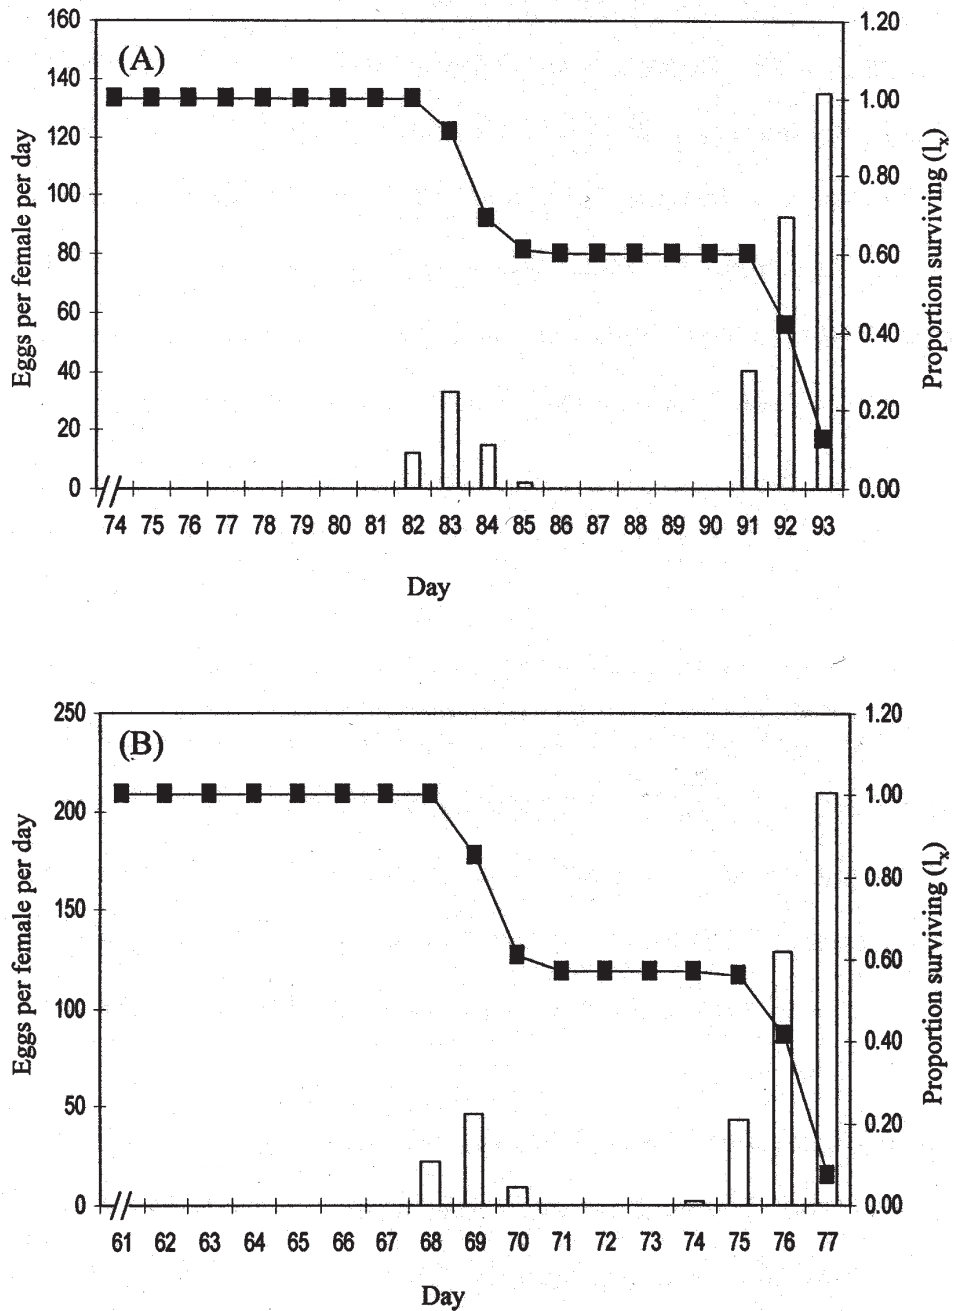 160 1.20
(A)
140
1.00
120
100 0.80
80 0.60
60
0.40
40
20 0.20
0 0.00
74 75 76 77 78 79 80 81 82 83 84 85 86 87 88 89 90 91 92 93
Eggs per female per day
Proportion surviving (lx)
Day
250 1.20
(B)
200 1.00
0.80
150
0.60
100
0.40
50 0.20
0 0.00
61 62 63 64 65 66 67 68 69 70 71 72 73 74 75 76 77
Eggs per female per day
Proportion surviving (lx)
Day